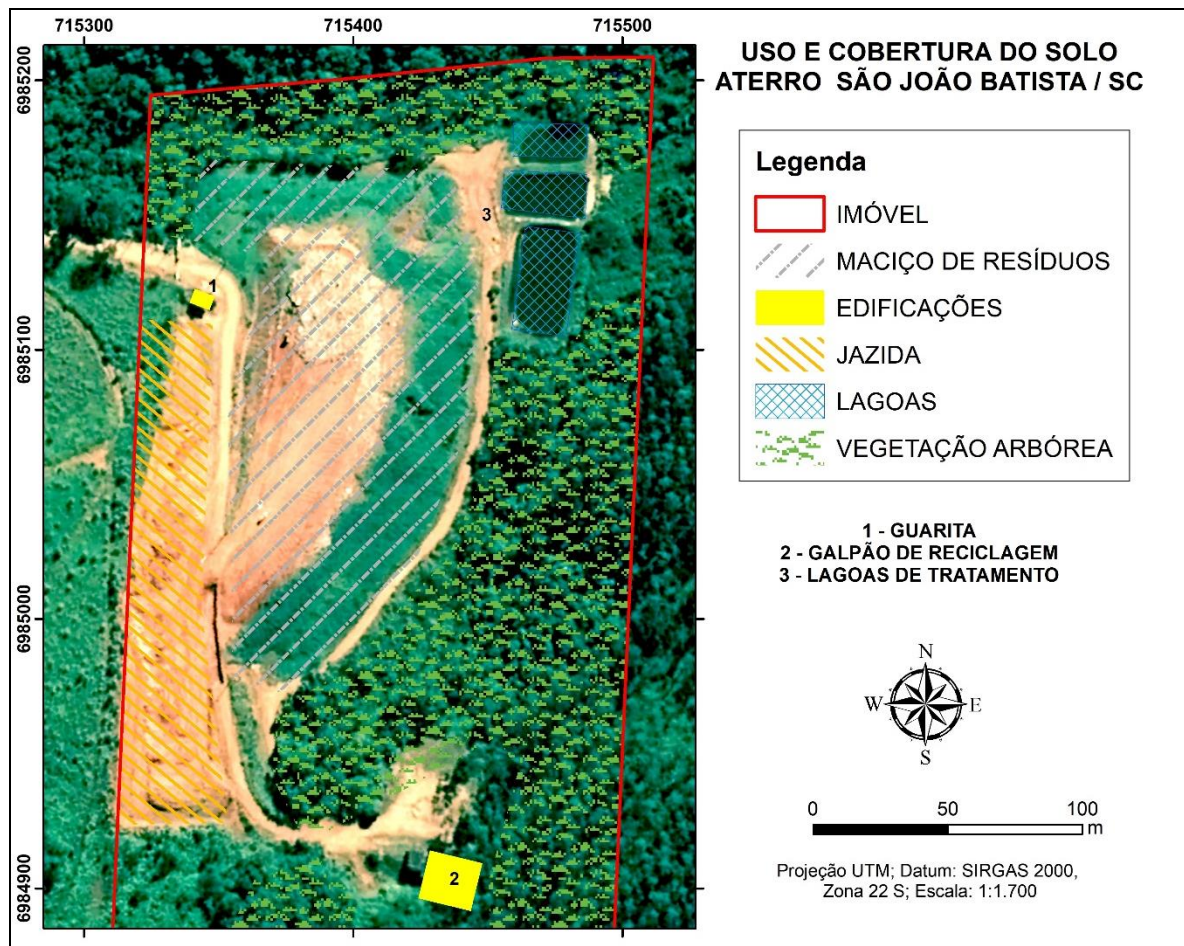 715300
715400
715500
6985200
6985100
6985000
6984900
1
3
2
USO E COBERTURA DO SOLO
ATERRO SÃO JOÃO BATISTA / SC
Legenda
IMÓVEL
MACIÇO DE RESÍDUOS
EDIFICAÇÕES
JAZIDA
LAGOAS
VEGETAÇÃO ARBÓREA
1 - GUARITA
2 - GALPÃO DE RECICLAGEM
3 - LAGOAS DE TRATAMENTO
N
W E
S
0 50 100
m
Projeção UTM; Datum: SIRGAS 2000,
Zona 22 S; Escala: 1:1.700